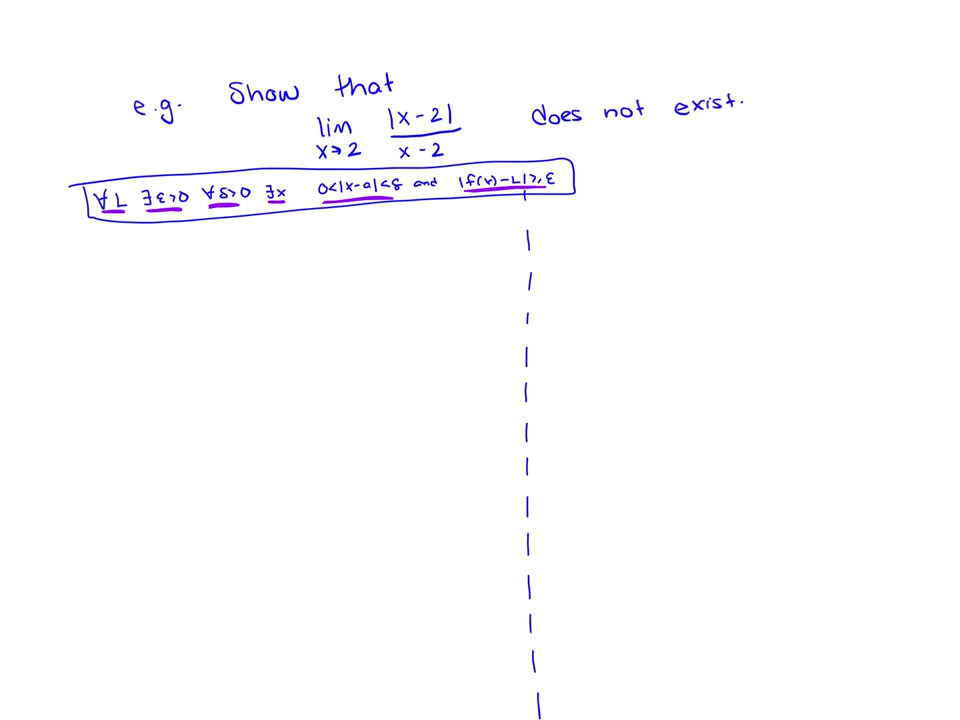 e.g. Show that
lim x→2 |x-2| / x-2 does not exist.
∀L ∃ε>0 ∀δ>0 ∃x 0<|x-a|<δ and |f(x)-L|≥ε